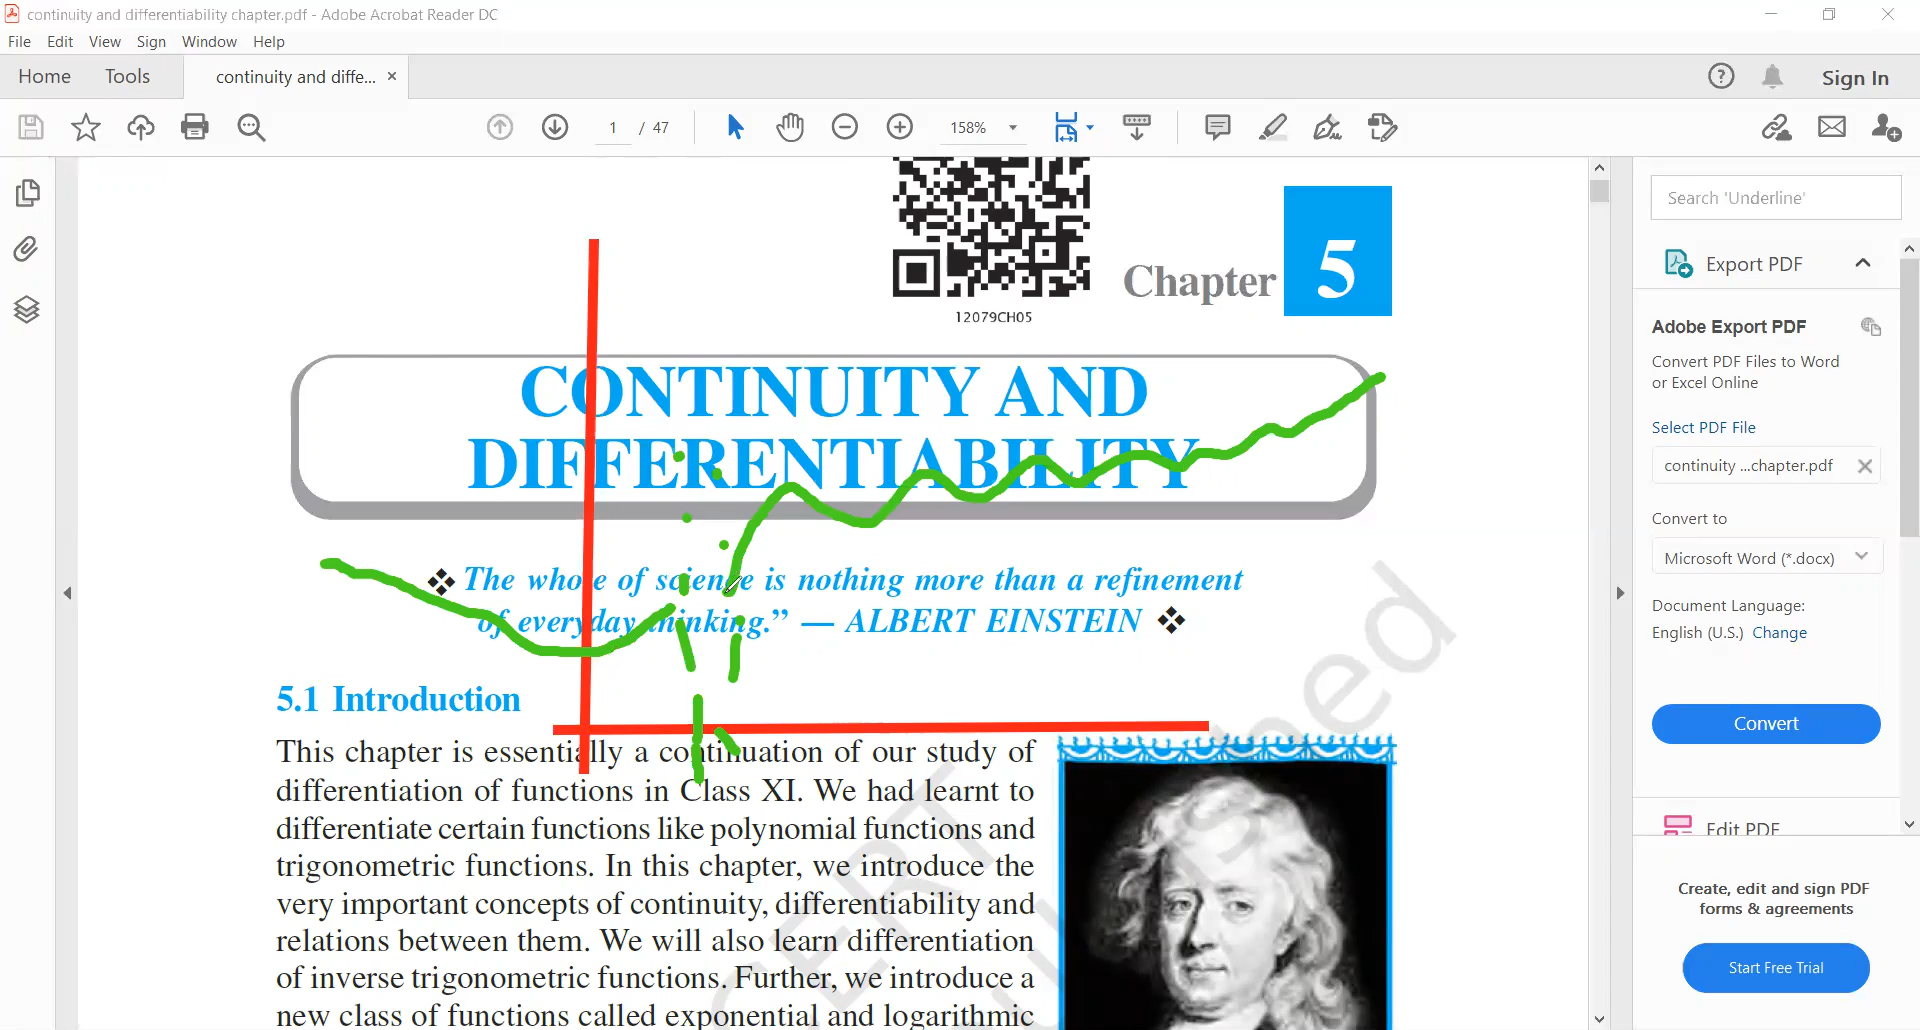 continuity and differentiability chapter.pdf - Adobe Acrobat Reader DC
File Edit View Sign Window Help
Home Tools continuity and diffe... × Sign In
1 / 47 158%
Search 'Underline'
Chapter 5
12079CH05
Export PDF
CONTINUITY AND
DIFFERENTIABILITY
Adobe Export PDF
Convert PDF Files to Word
or Excel Online
Select PDF File
continuity ...chapter.pdf
Convert to
Microsoft Word (*.docx)
Document Language:
English (U.S.) Change
Convert
Edit PDF
Create, edit and sign PDF
forms & agreements
Start Free Trial
❖ The whole of science is nothing more than a refinement
of everyday thinking.” — ALBERT EINSTEIN ❖
5.1 Introduction
This chapter is essentially a continuation of our study of
differentiation of functions in Class XI. We had learnt to
differentiate certain functions like polynomial functions and
trigonometric functions. In this chapter, we introduce the
very important concepts of continuity, differentiability and
relations between them. We will also learn differentiation
of inverse trigonometric functions. Further, we introduce a
new class of functions called exponential and logarithmic